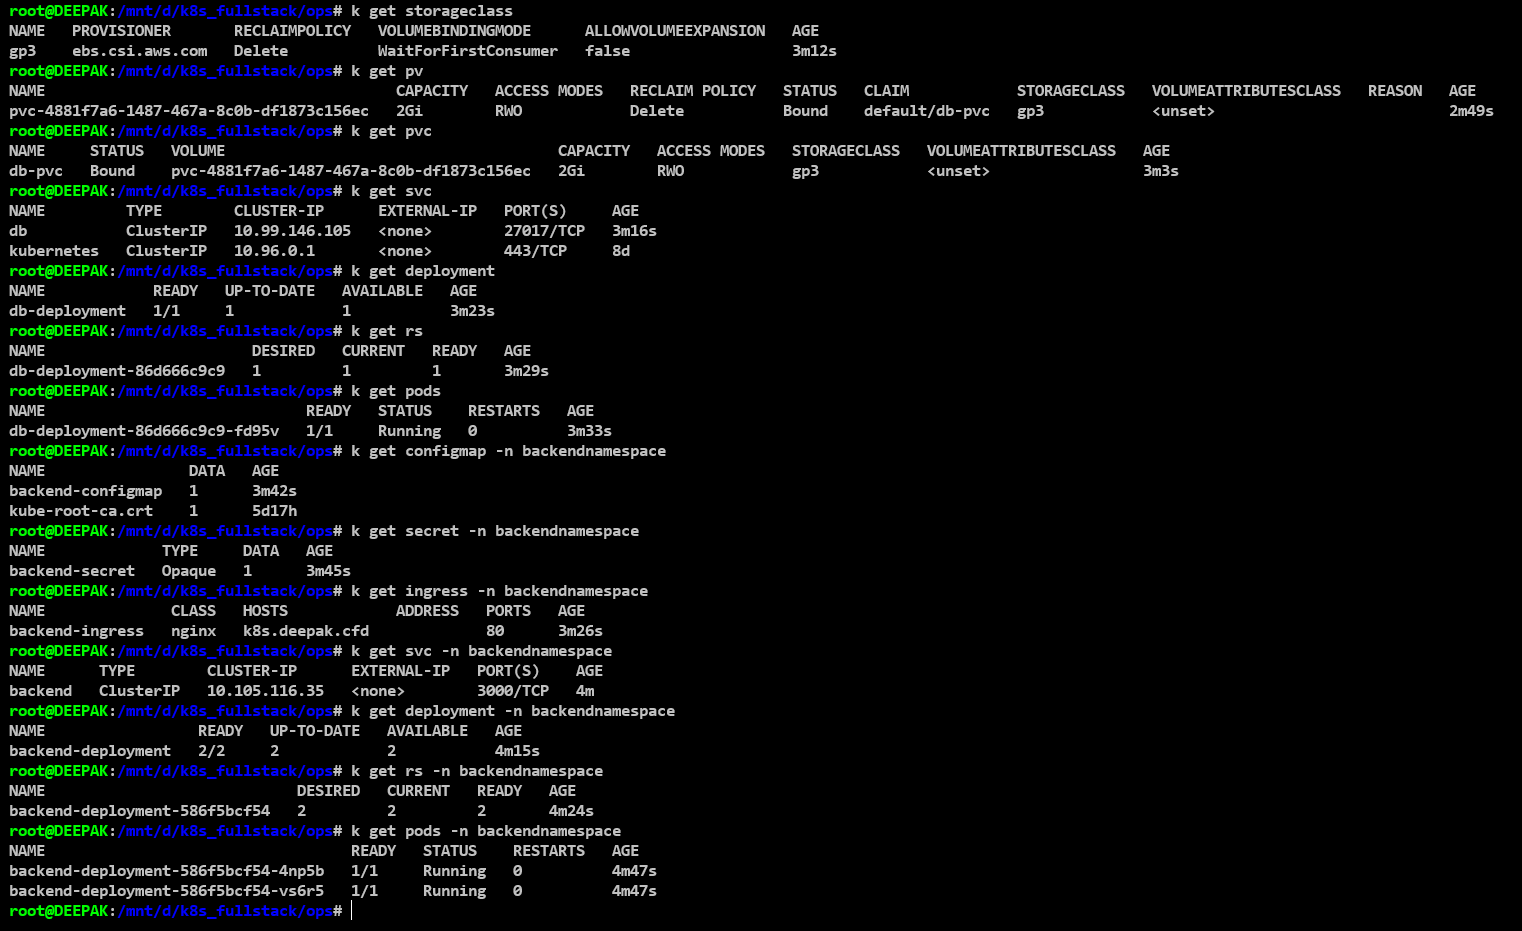 root@DEEPAK:/mnt/d/k8s_fullstack/ops# k get storageclass
NAME   PROVISIONER       RECLAIMPOLICY   VOLUMEBINDINGMODE      ALLOWVOLUMEEXPANSION   AGE
gp3    ebs.csi.aws.com   Delete          WaitForFirstConsumer   false                  3m12s
root@DEEPAK:/mnt/d/k8s_fullstack/ops# k get pv
NAME                                       CAPACITY   ACCESS MODES   RECLAIM POLICY   STATUS   CLAIM            STORAGECLASS   VOLUMEATTRIBUTESCLASS   REASON   AGE
pvc-4881f7a6-1487-467a-8c0b-df1873c156ec   2Gi        RWO            Delete           Bound    default/db-pvc   gp3            <unset>                          2m49s
root@DEEPAK:/mnt/d/k8s_fullstack/ops# k get pvc
NAME     STATUS   VOLUME                                     CAPACITY   ACCESS MODES   STORAGECLASS   VOLUMEATTRIBUTESCLASS   AGE
db-pvc   Bound    pvc-4881f7a6-1487-467a-8c0b-df1873c156ec   2Gi        RWO            gp3            <unset>                 3m3s
root@DEEPAK:/mnt/d/k8s_fullstack/ops# k get svc
NAME         TYPE        CLUSTER-IP      EXTERNAL-IP   PORT(S)     AGE
db           ClusterIP   10.99.146.105   <none>        27017/TCP   3m16s
kubernetes   ClusterIP   10.96.0.1       <none>        443/TCP     8d
root@DEEPAK:/mnt/d/k8s_fullstack/ops# k get deployment
NAME            READY   UP-TO-DATE   AVAILABLE   AGE
db-deployment   1/1     1            1           3m23s
root@DEEPAK:/mnt/d/k8s_fullstack/ops# k get rs
NAME                       DESIRED   CURRENT   READY   AGE
db-deployment-86d666c9c9   1         1         1       3m29s
root@DEEPAK:/mnt/d/k8s_fullstack/ops# k get pods
NAME                             READY   STATUS    RESTARTS   AGE
db-deployment-86d666c9c9-fd95v   1/1     Running   0          3m33s
root@DEEPAK:/mnt/d/k8s_fullstack/ops# k get configmap -n backendnamespace
NAME                DATA   AGE
backend-configmap   1      3m42s
kube-root-ca.crt    1      5d17h
root@DEEPAK:/mnt/d/k8s_fullstack/ops# k get secret -n backendnamespace
NAME             TYPE     DATA   AGE
backend-secret   Opaque   1      3m45s
root@DEEPAK:/mnt/d/k8s_fullstack/ops# k get ingress -n backendnamespace
NAME              CLASS   HOSTS            ADDRESS   PORTS   AGE
backend-ingress   nginx   k8s.deepak.cfd             80      3m26s
root@DEEPAK:/mnt/d/k8s_fullstack/ops# k get svc -n backendnamespace
NAME      TYPE        CLUSTER-IP      EXTERNAL-IP   PORT(S)    AGE
backend   ClusterIP   10.105.116.35   <none>        3000/TCP   4m
root@DEEPAK:/mnt/d/k8s_fullstack/ops# k get deployment -n backendnamespace
NAME                 READY   UP-TO-DATE   AVAILABLE   AGE
backend-deployment   2/2     2            2           4m15s
root@DEEPAK:/mnt/d/k8s_fullstack/ops# k get rs -n backendnamespace
NAME                            DESIRED   CURRENT   READY   AGE
backend-deployment-586f5bcf54   2         2         2       4m24s
root@DEEPAK:/mnt/d/k8s_fullstack/ops# k get pods -n backendnamespace
NAME                                  READY   STATUS    RESTARTS   AGE
backend-deployment-586f5bcf54-4np5b   1/1     Running   0          4m47s
backend-deployment-586f5bcf54-vs6r5   1/1     Running   0          4m47s
root@DEEPAK:/mnt/d/k8s_fullstack/ops#